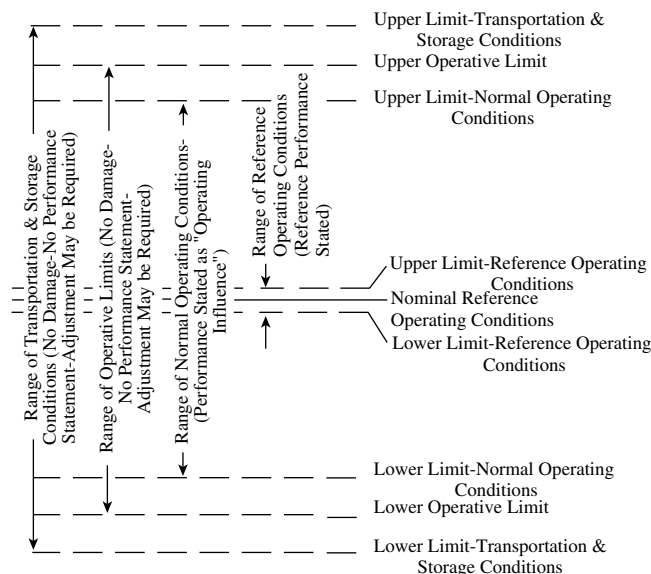 Upper Limit-Transportation &
Storage Conditions
Upper Operative Limit
Upper Limit-Normal Operating
Conditions
Range of Transportation & Storage
Conditions (No Damage-No Performance
Statement-Adjustment May be Required)
Range of Operative Limits (No Damage-
No Performance Statement-
Adjustment May be Required)
Range of Normal Operating Conditions-
(Performance Stated as "Operating
Influence")
Range of Reference
Operating Conditions
(Reference Performance
Stated)
Upper Limit-Reference Operating
Conditions
Nominal Reference
Operating Conditions
Lower Limit-Reference Operating
Conditions
Lower Limit-Normal Operating
Conditions
Lower Operative Limit
Lower Limit-Transportation &
Storage Conditions